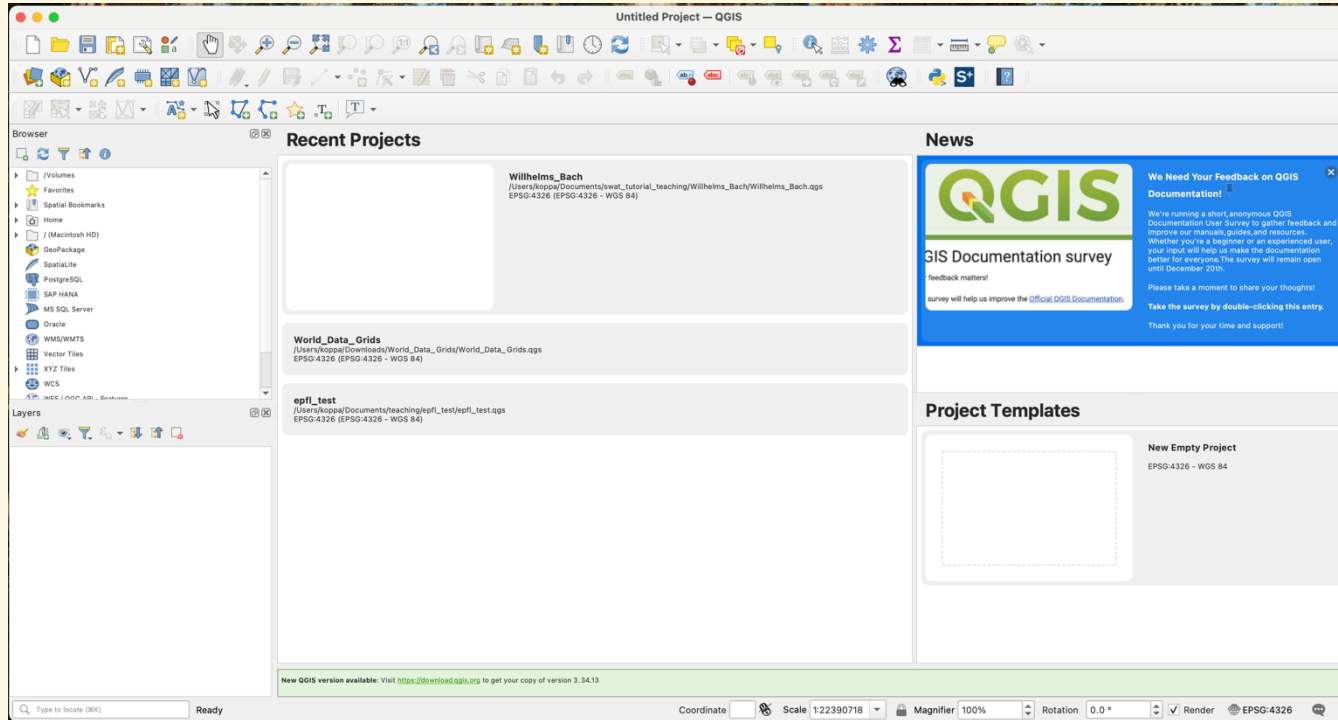 Untitled Project — QGIS
Browser
/Volumes
Favorites
Spatial Bookmarks
Home
/ (Macintosh HD)
GeoPackage
SpatiaLite
PostgreSQL
SAP HANA
MS SQL Server
Oracle
WMS/WMTS
Vector Tiles
XYZ Tiles
WCS
WFS / OGC API - Features
Layers
Recent Projects
Willhelms_Bach
/Users/koppa/Documents/swat_tutorial_teaching/Willhelms_Bach/Willhelms_Bach.qgs
EPSG:4326 (EPSG:4326 - WGS 84)
World_Data_Grids
/Users/koppa/Downloads/World_Data_Grids/World_Data_Grids.qgs
EPSG:4326 (EPSG:4326 - WGS 84)
epfl_test
/Users/koppa/Documents/teaching/epfl_test/epfl_test.qgs
EPSG:4326 (EPSG:4326 - WGS 84)
News
QGIS
GIS Documentation survey
feedback matters!
survey will help us improve the Official QGIS Documentation.
We Need Your Feedback on QGIS
Documentation!
We're running a short,anonymous QGIS
Documentation User Survey to gather feedback and
improve our manuals,guides,and resources.
Whether you're a beginner or an experienced user,
your input will help us make the documentation
better for everyone.The survey will remain open
until December 20th.
Please take a moment to share your thoughts!
Take the survey by double-clicking this entry.
Thank you for your time and support!
Project Templates
New Empty Project
EPSG:4326 - WGS 84
New QGIS version available: Visit https://download.qgis.org to get your copy of version 3.34.13
Type to locate (⌘K)
Ready
Coordinate
Scale 1:22390718
Magnifier 100%
Rotation 0.0 °
Render
EPSG:4326